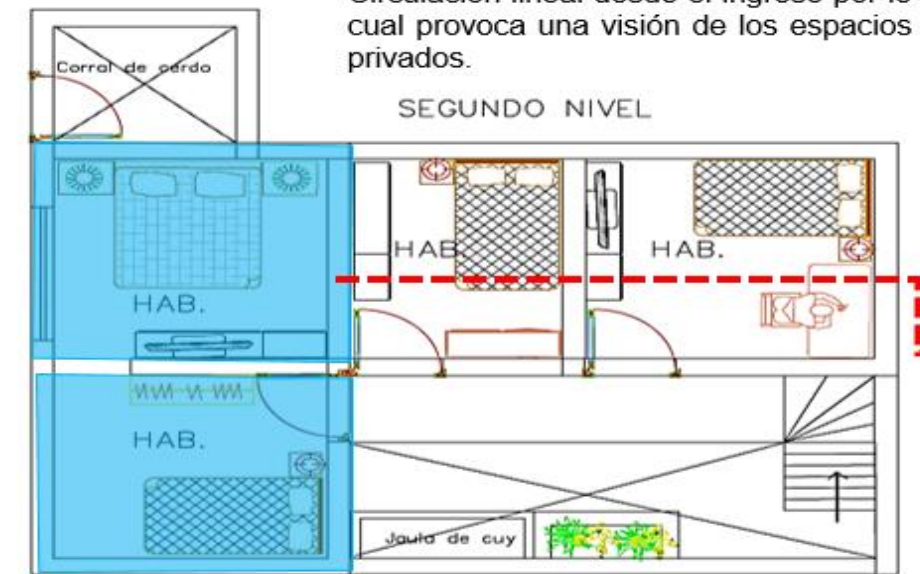 cual provoca una visión de los espacios
privados.
SEGUNDO NIVEL
Corral de cerdo
HAB.
HAB.
HAB.
HAB.
Jaula de cuy